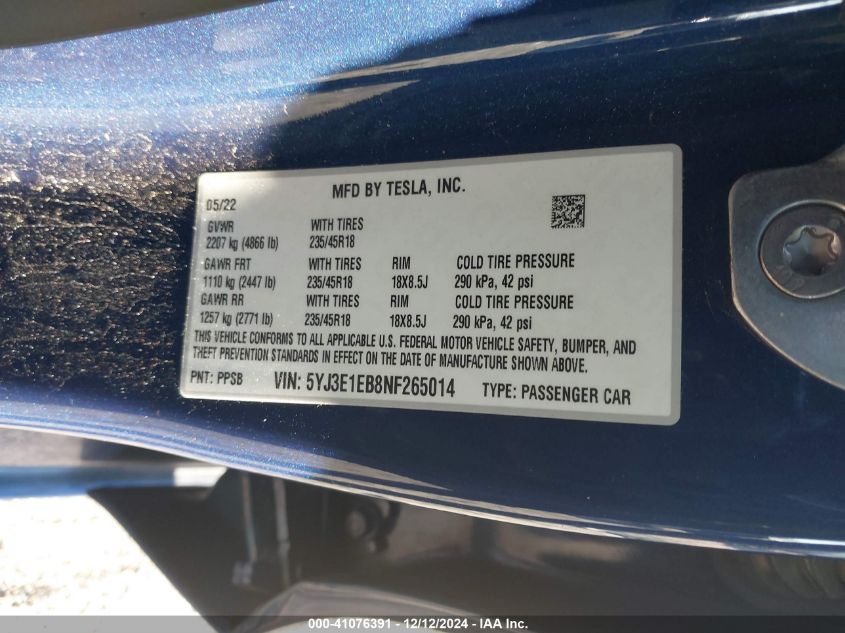 MFD BY TESLA, INC.
05/22
GVWR WITH TIRES
2207 kg (4866 lb) 235/45R18
GAWR FRT WITH TIRES RIM COLD TIRE PRESSURE
1110 kg (2447 lb) 235/45R18 18X8.5J 290 kPa, 42 psi
GAWR RR WITH TIRES RIM COLD TIRE PRESSURE
1257 kg (2771 lb) 235/45R18 18X8.5J 290 kPa, 42 psi
THIS VEHICLE CONFORMS TO ALL APPLICABLE U.S. FEDERAL MOTOR VEHICLE SAFETY, BUMPER, AND
THEFT PREVENTION STANDARDS IN EFFECT ON THE DATE OF MANUFACTURE SHOWN ABOVE.
PNT: PPSB VIN: 5YJ3E1EB8NF265014 TYPE: PASSENGER CAR
000-41076391 - 12/12/2024 - IAA Inc.